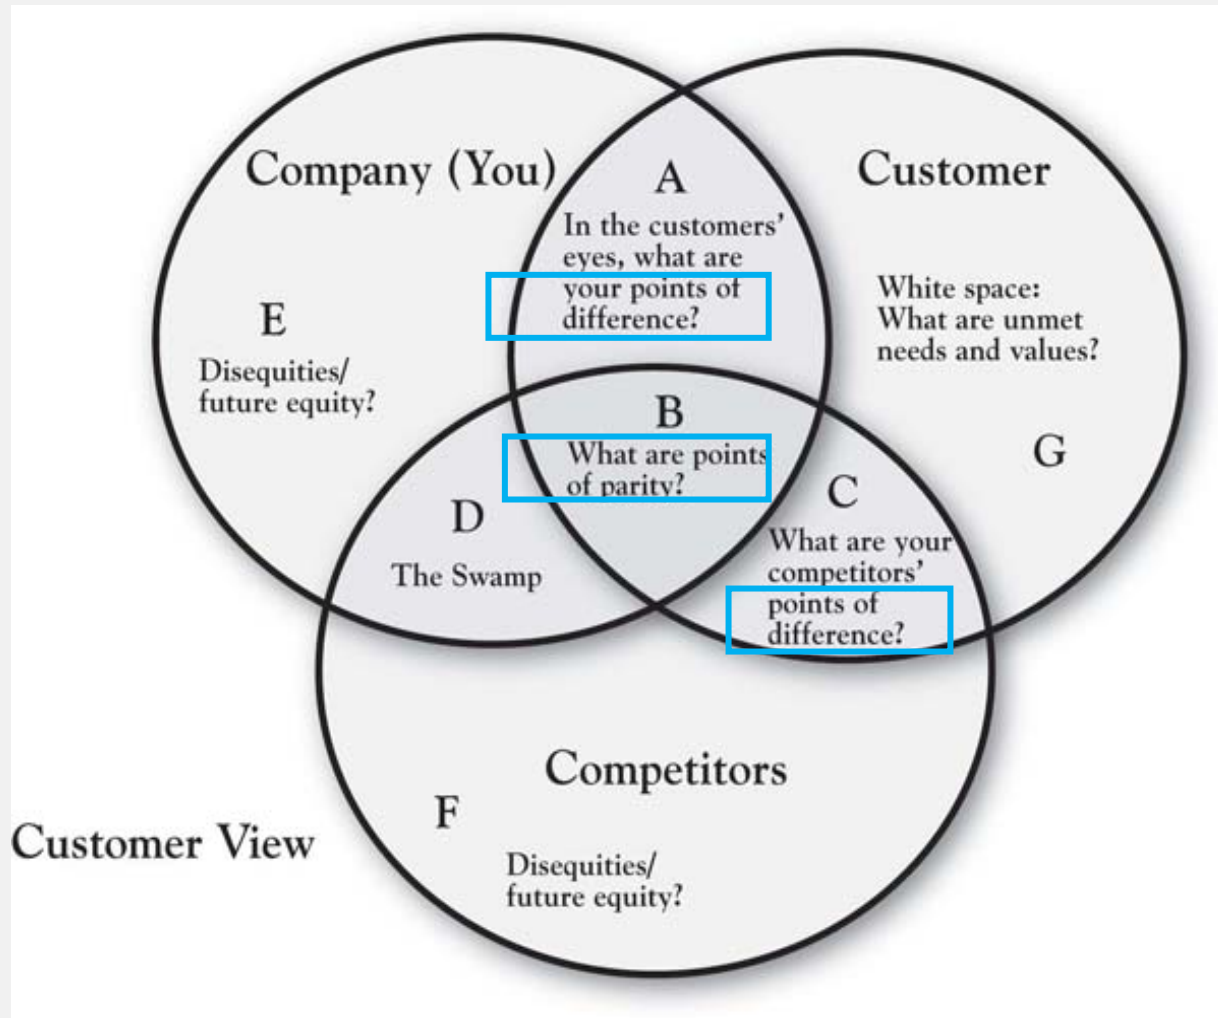 Company (You)
A
Customer
In the customers'
eyes, what are
your points of
difference?
E
Disequities/
future equity?
White space:
What are unmet
needs and values?
B
What are points
of parity?
G
D
The Swamp
C
What are your
competitors'
points of
difference?
Competitors
F
Customer View
Disequities/
future equity?